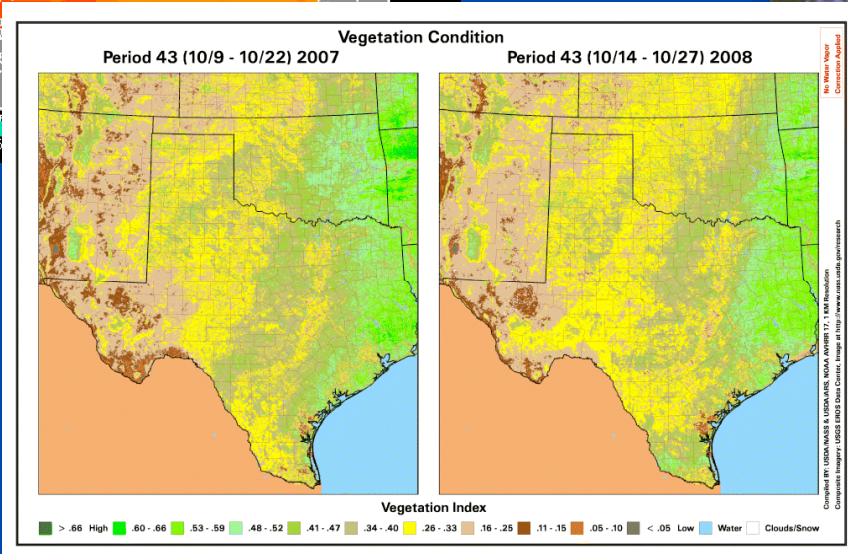 Vegetation Condition
Period 43 (10/9 - 10/22) 2007
Period 43 (10/14 - 10/27) 2008
No Water Vapor
Correction Applied
Compiled BY: USDA/NASS & USDA/ARS, NOAA AVHRR 17, 1 KM Resolution
Composite Imagery: USGS EROS Data Center, Image at http://www.nass.usda.gov/research
Vegetation Index
> .66 High .60 - .66 .53 - .59 .48 - .52 .41 - .47 .34 - .40 .26 - .33 .16 - .25 .11 - .15 .05 - .10 < .05 Low Water Clouds/Snow